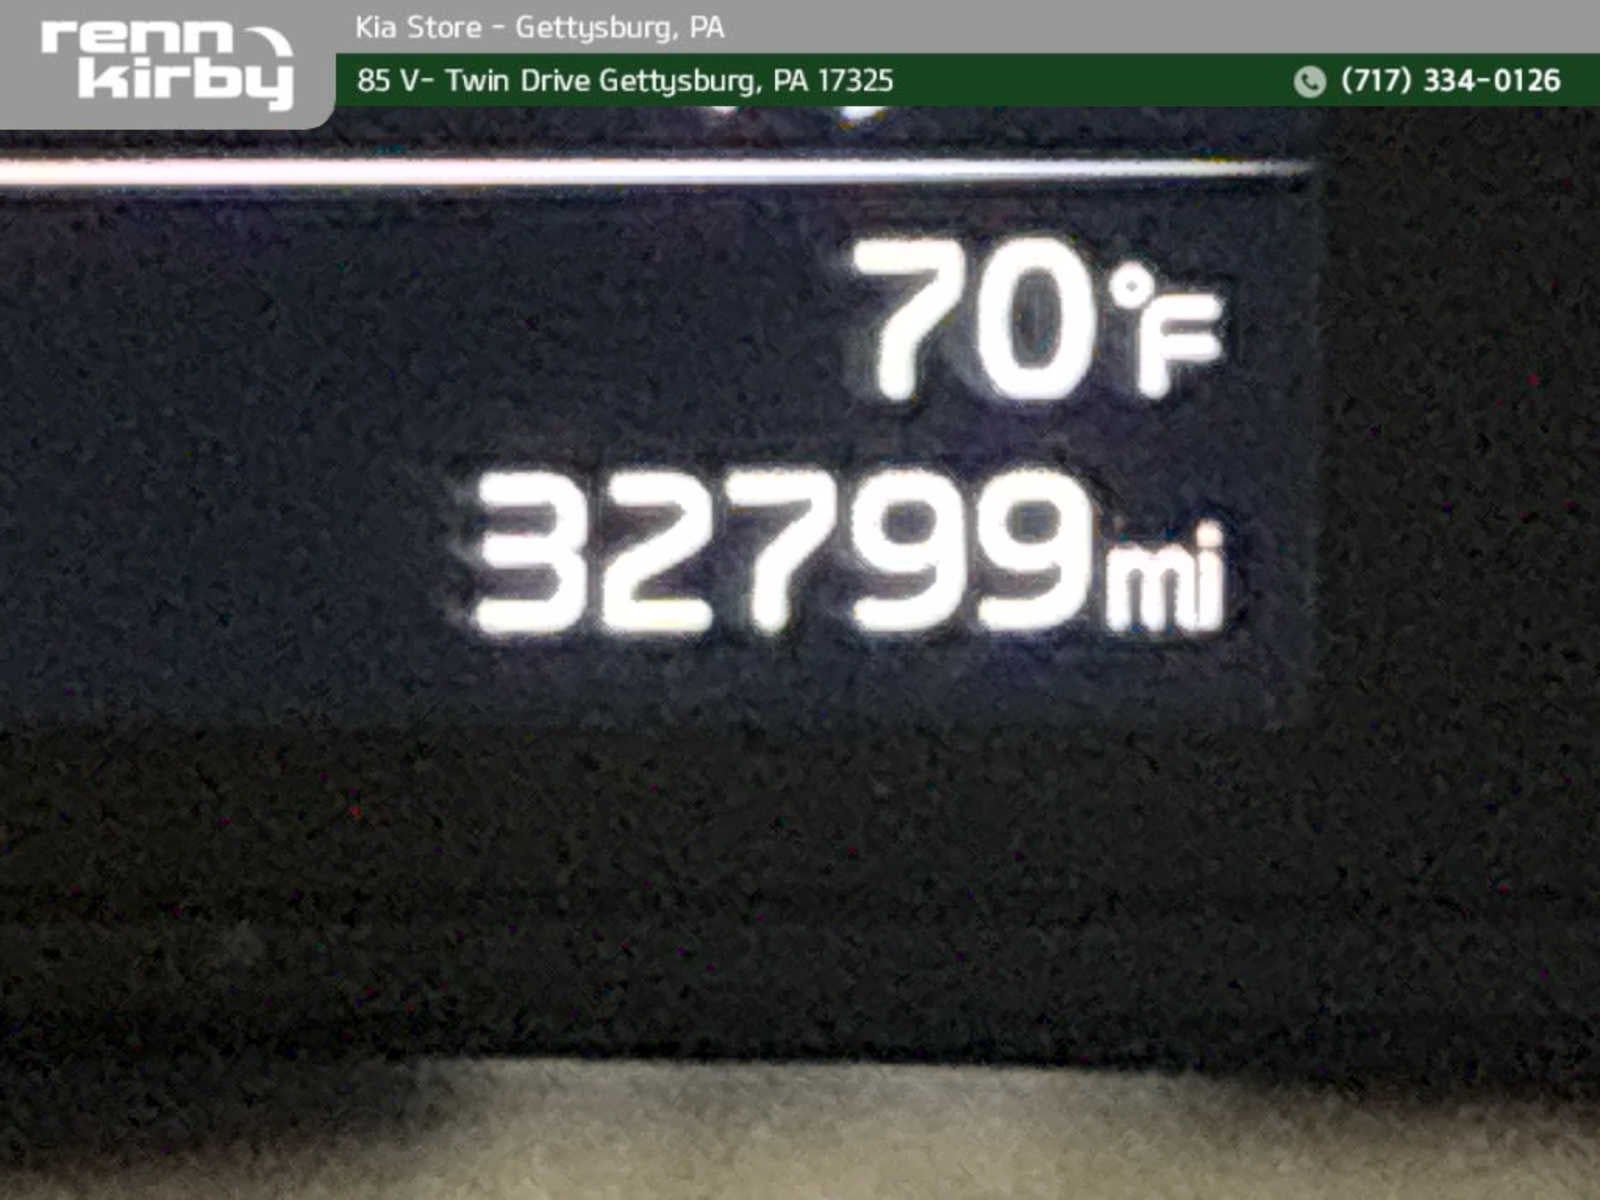 renn
kirby
Kia Store - Gettysburg, PA
85 V- Twin Drive Gettysburg, PA 17325
(717) 334-0126
70°F
32799mi